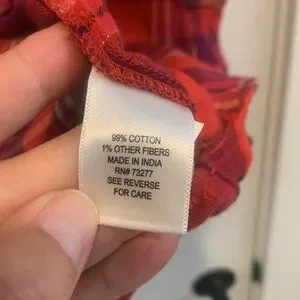 99% COTTON
1% OTHER FIBERS
MADE IN INDIA
RN# 73277
SEE REVERSE
FOR CARE